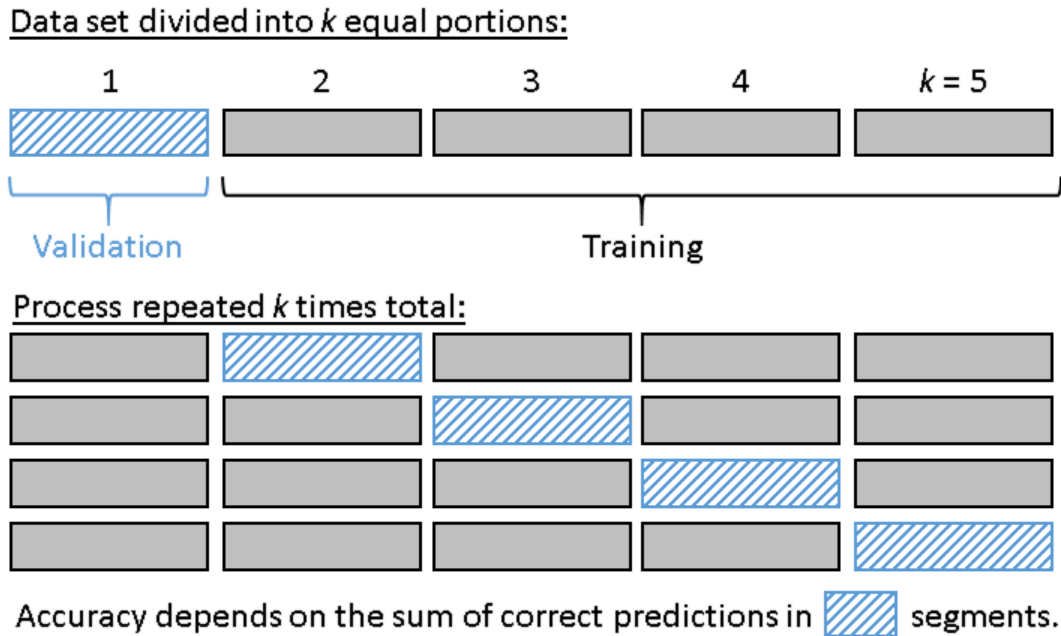 Data set divided into k equal portions:
1 2 3 4 k = 5
Validation Training
Process repeated k times total:
Accuracy depends on the sum of correct predictions in segments.